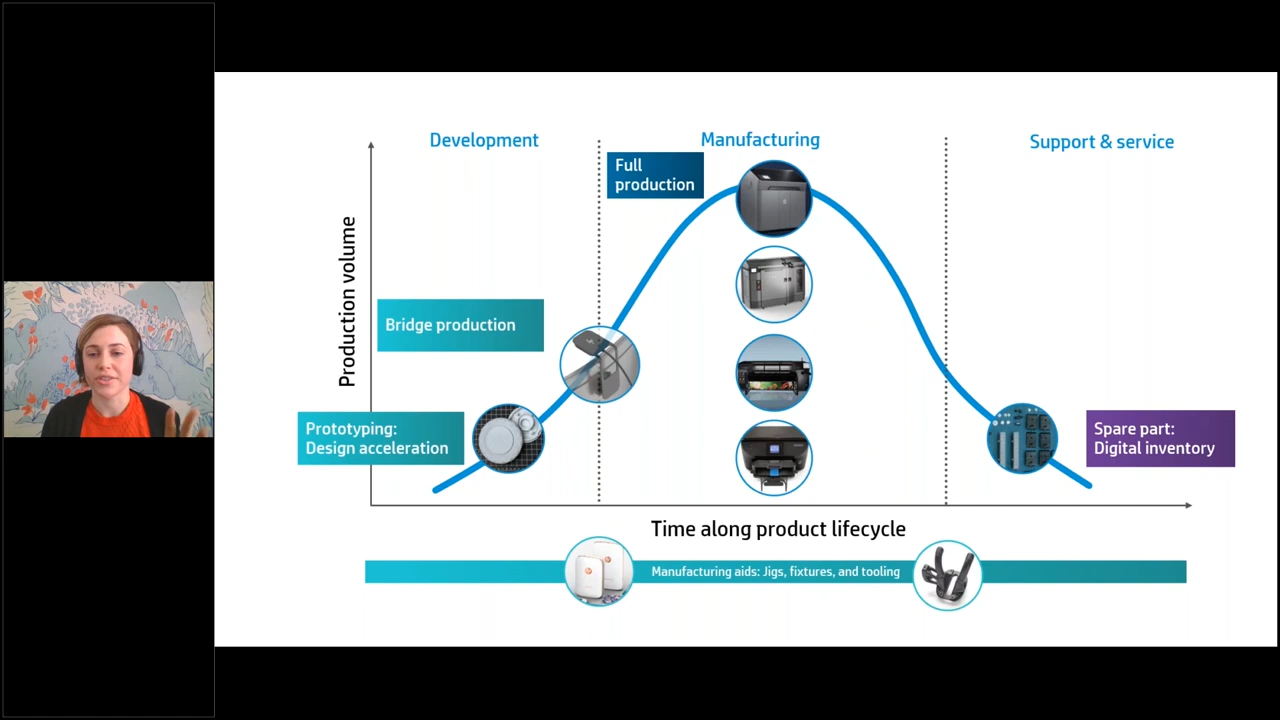 Development
Manufacturing
Support & service
Full
production
Production volume
Bridge production
Prototyping:
Design acceleration
Spare part:
Digital inventory
Time along product lifecycle
Manufacturing aids: Jigs, fixtures, and tooling